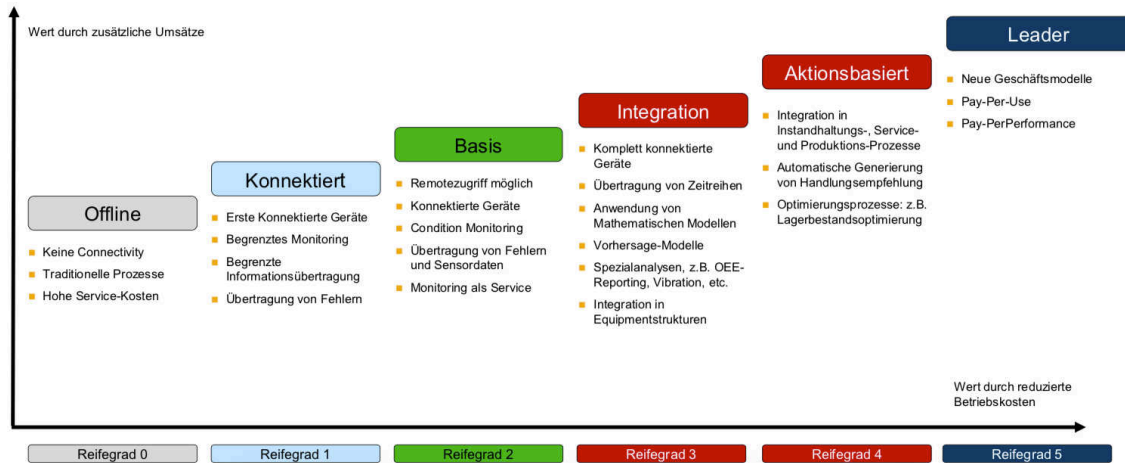 Wert durch zusätzliche Umsätze
Offline
Keine Connectivity
Traditionelle Prozesse
Hohe Service-Kosten
Konnektiert
Erste Konnektierte Geräte
Begrenztes Monitoring
Begrenzte
Informationsübertragung
Übertragung von Fehlern
Basis
Remotezugriff möglich
Konnektierte Geräte
Condition Monitoring
Übertragung von Fehlern
und Sensordaten
Monitoring als Service
Integration
Komplett konnektierte
Geräte
Übertragung von Zeitreihen
Anwendung von
Mathematischen Modellen
Vorhersage-Modelle
Spezialanalysen, z.B. OEE-
Reporting, Vibration, etc.
Integration in
Equipmentstrukturen
Aktionsbasiert
Integration in
Instandhaltungs-, Service-
und Produktions-Prozesse
Automatische Generierung
von Handlungsempfehlung
Optimierungsprozesse: z.B.
Lagerbestandsoptimierung
Leader
Neue Geschäftsmodelle
Pay-Per-Use
Pay-PerPerformance
Wert durch reduzierte
Betriebskosten
Reifegrad 0
Reifegrad 1
Reifegrad 2
Reifegrad 3
Reifegrad 4
Reifegrad 5